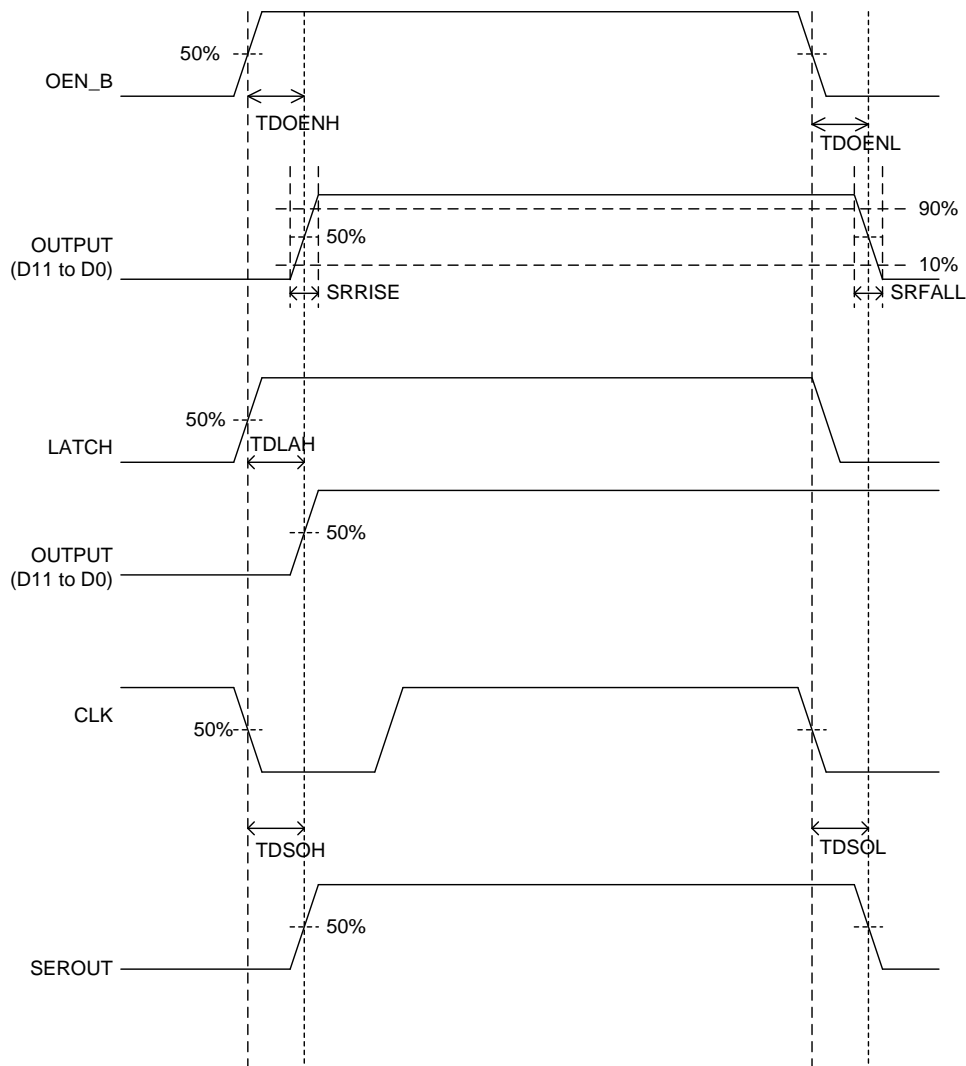 50%
OEN_B
TDOENH
TDOENL
90%
OUTPUT
(D11 to D0)
50%
10%
SRRISE
SRFALL
50%
LATCH
TDLAH
50%
OUTPUT
(D11 to D0)
CLK
50%
TDSOH
TDSOL
50%
SEROUT